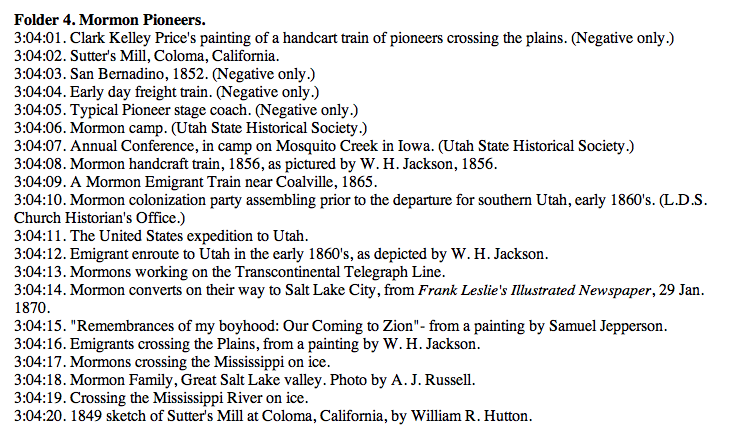 Folder 4. Mormon Pioneers.
3:04:01. Clark Kelley Price's painting of a handcart train of pioneers crossing the plains. (Negative only.)
3:04:02. Sutter's Mill, Coloma, California.
3:04:03. San Bernadino, 1852. (Negative only.)
3:04:04. Early day freight train. (Negative only.)
3:04:05. Typical Pioneer stage coach. (Negative only.)
3:04:06. Mormon camp. (Utah State Historical Society.)
3:04:07. Annual Conference, in camp on Mosquito Creek in Iowa. (Utah State Historical Society.)
3:04:08. Mormon handcraft train, 1856, as pictured by W. H. Jackson, 1856.
3:04:09. A Mormon Emigrant Train near Coalville, 1865.
3:04:10. Mormon colonization party assembling prior to the departure for southern Utah, early 1860's. (L.D.S.
Church Historian's Office.)
3:04:11. The United States expedition to Utah.
3:04:12. Emigrant enroute to Utah in the early 1860's, as depicted by W. H. Jackson.
3:04:13. Mormons working on the Transcontinental Telegraph Line.
3:04:14. Mormon converts on their way to Salt Lake City, from Frank Leslie's Illustrated Newspaper, 29 Jan.
1870.
3:04:15. "Remembrances of my boyhood: Our Coming to Zion"- from a painting by Samuel Jepperson.
3:04:16. Emigrants crossing the Plains, from a painting by W. H. Jackson.
3:04:17. Mormons crossing the Mississippi on ice.
3:04:18. Mormon Family, Great Salt Lake valley. Photo by A. J. Russell.
3:04:19. Crossing the Mississippi River on ice.
3:04:20. 1849 sketch of Sutter's Mill at Coloma, California, by William R. Hutton.